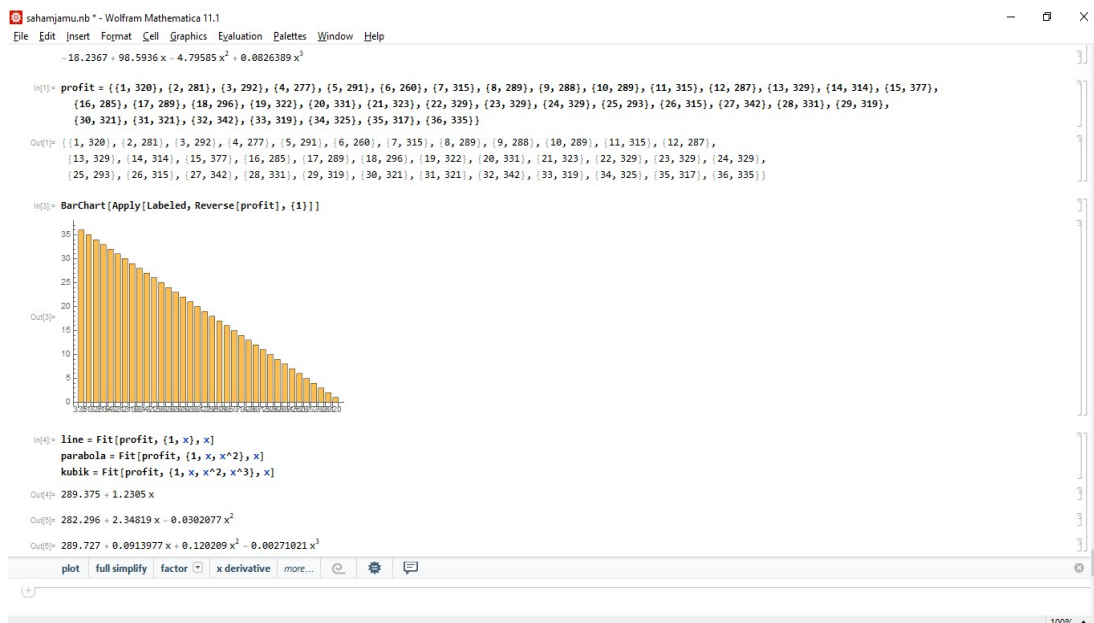 sahamjamu.nb * - Wolfram Mathematica 11.1
File Edit Insert Format Cell Graphics Evaluation Palettes Window Help
-18.2367 + 98.5936 x - 4.79585 x² + 0.0826389 x³
In[1]:= profit = {{1, 320}, {2, 281}, {3, 292}, {4, 277}, {5, 291}, {6, 260}, {7, 315}, {8, 289}, {9, 288}, {10, 289}, {11, 315}, {12, 287}, {13, 329}, {14, 314}, {15, 377},
{16, 285}, {17, 289}, {18, 296}, {19, 322}, {20, 331}, {21, 323}, {22, 329}, {23, 329}, {24, 329}, {25, 293}, {26, 315}, {27, 342}, {28, 331}, {29, 319},
{30, 321}, {31, 321}, {32, 342}, {33, 319}, {34, 325}, {35, 317}, {36, 335}}
Out[1]= {{1, 320}, {2, 281}, {3, 292}, {4, 277}, {5, 291}, {6, 260}, {7, 315}, {8, 289}, {9, 288}, {10, 289}, {11, 315}, {12, 287},
{13, 329}, {14, 314}, {15, 377}, {16, 285}, {17, 289}, {18, 296}, {19, 322}, {20, 331}, {21, 323}, {22, 329}, {23, 329}, {24, 329},
{25, 293}, {26, 315}, {27, 342}, {28, 331}, {29, 319}, {30, 321}, {31, 321}, {32, 342}, {33, 319}, {34, 325}, {35, 317}, {36, 335}}
In[3]:= BarChart[Apply[Labeled, Reverse[profit], {1}]]
35
30
25
20
Out[3]=
15
10
5
0
In[4]:= line = Fit[profit, {1, x}, x]
parabola = Fit[profit, {1, x, x^2}, x]
kubik = Fit[profit, {1, x, x^2, x^3}, x]
Out[4]= 289.375 + 1.2305 x
Out[5]= 282.296 + 2.34819 x - 0.0302077 x²
Out[6]= 289.727 + 0.0913977 x + 0.120209 x² - 0.00271021 x³
plot full simplify factor x derivative more...
100%